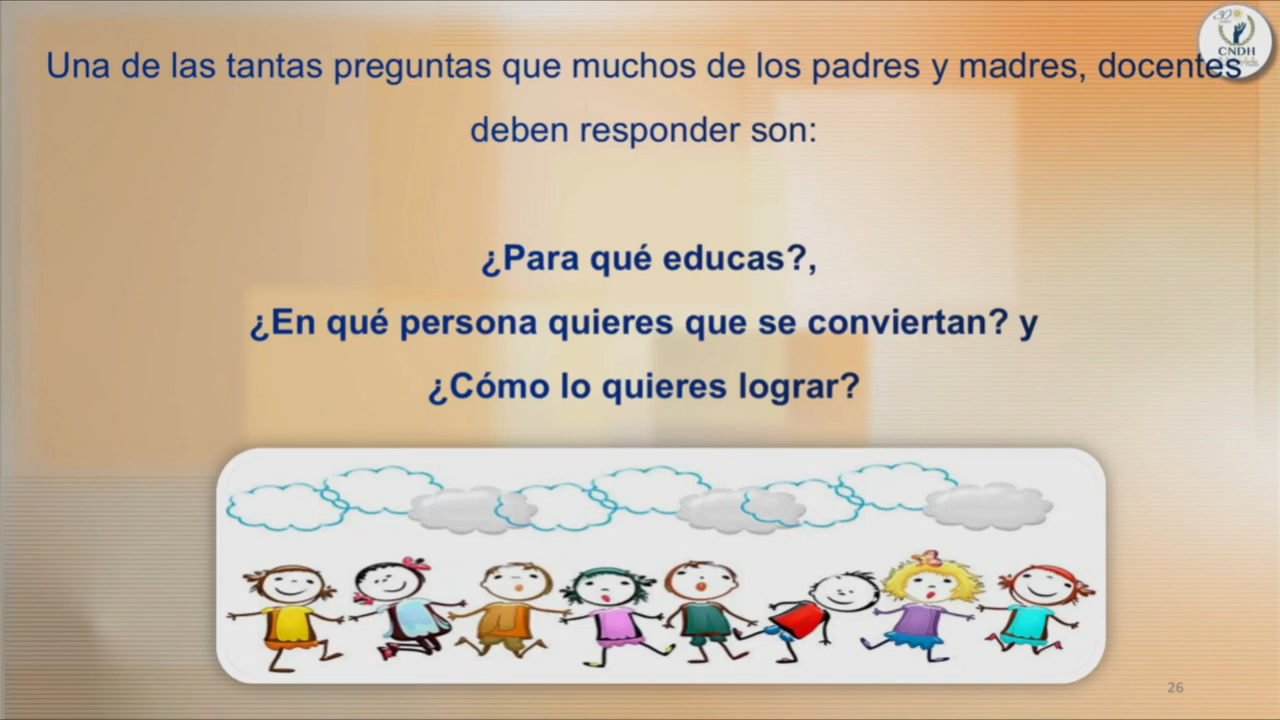 Una de las tantas preguntas que muchos de los padres y madres, docentes
deben responder son:
¿Para qué educas?,
¿En qué persona quieres que se conviertan? y
¿Cómo lo quieres lograr?
CNDH
26